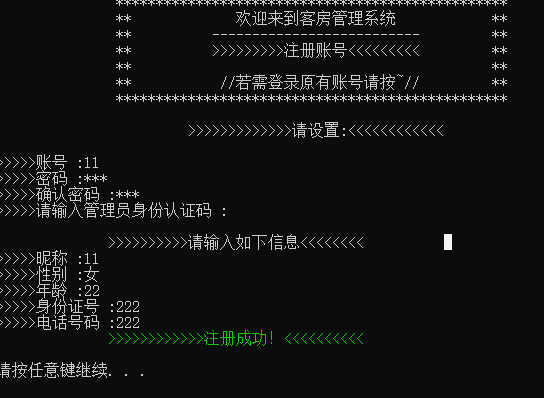 *************************************************
** 欢迎来到客房管理系统 **
** -------------------------- **
** >>>>>>>>>注册账号<<<<<<<<< **
** **
** //若需登录原有账号请按~// **
*************************************************
>>>>>>>>>>>>>请设置:<<<<<<<<<<<<
>>>>>账号 :11
>>>>>密码 :***
>>>>>确认密码 :***
>>>>>请输入管理员身份认证码 :
>>>>>>>>>>请输入如下信息<<<<<<<<
>>>>>昵称 :11
>>>>>性别 :女
>>>>>年龄 :22
>>>>>身份证号 :222
>>>>>电话号码 :222
>>>>>>>>>>>>注册成功! <<<<<<<<<<
请按任意键继续. . .